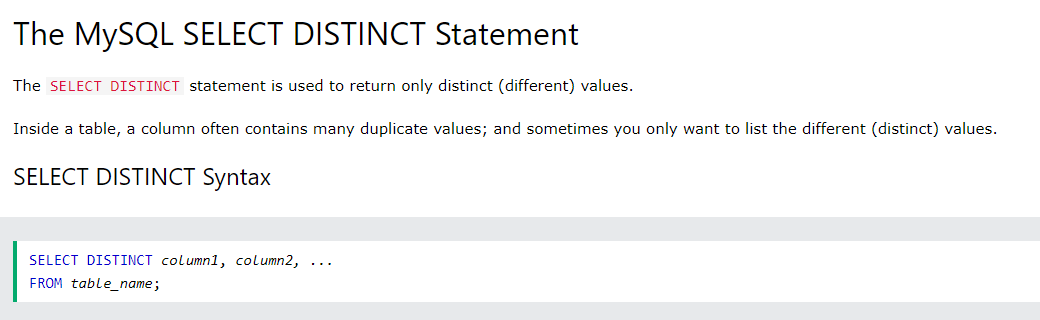 The MySQL SELECT DISTINCT Statement
The SELECT DISTINCT statement is used to return only distinct (different) values.
Inside a table, a column often contains many duplicate values; and sometimes you only want to list the different (distinct) values.
SELECT DISTINCT Syntax
SELECT DISTINCT column1, column2, ...
FROM table_name;